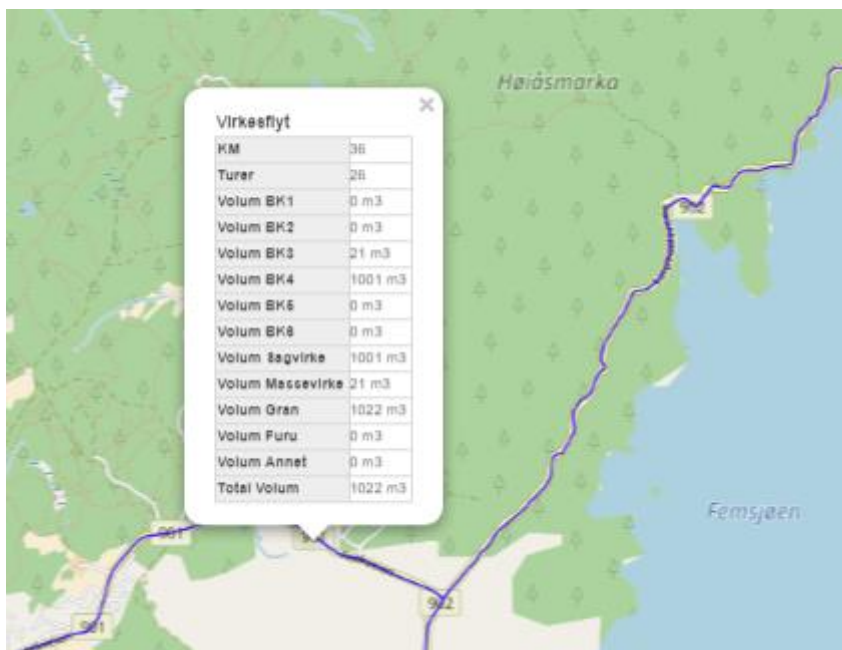 Høiåsmarka
×
Virkesflyt
KM 36
Turer 26
Volum BK1 0 m3
Volum BK2 0 m3
Volum BK3 21 m3
Volum BK4 1001 m3
Volum BK5 0 m3
Volum BK6 0 m3
Volum Sagvirke 1001 m3
Volum Massevirke 21 m3
Volum Gran 1022 m3
Volum Furu 0 m3
Volum Annet 0 m3
Total Volum 1022 m3
Femsjøen
901
902
901